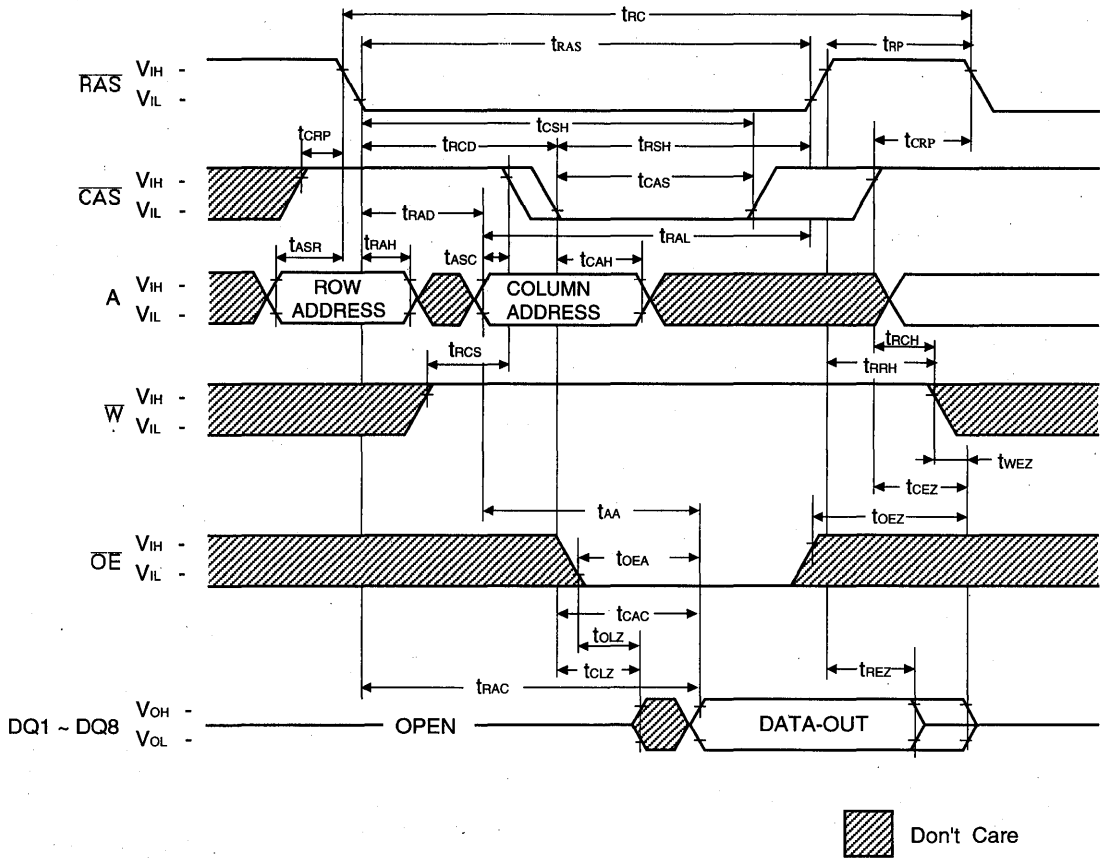 tRC
tRAS
tRP
RAS
VIH -
VIL -
tCSH
tCRP
tRCD
tRSH
tCRP
CAS
VIH -
VIL -
tCAS
tRAD
tRAL
tASR
tRAH
tASC
tCAH
A
VIH -
VIL -
ROW
ADDRESS
COLUMN
ADDRESS
tRCS
tRCH
tRRH
W
VIH -
VIL -
tWEZ
tCEZ
tAA
tOEZ
OE
VIH -
VIL -
tOEA
tCAC
tOLZ
tCLZ
tREZ
tRAC
DQ1 ~ DQ8
VOH -
VOL -
OPEN
DATA-OUT
Don't Care